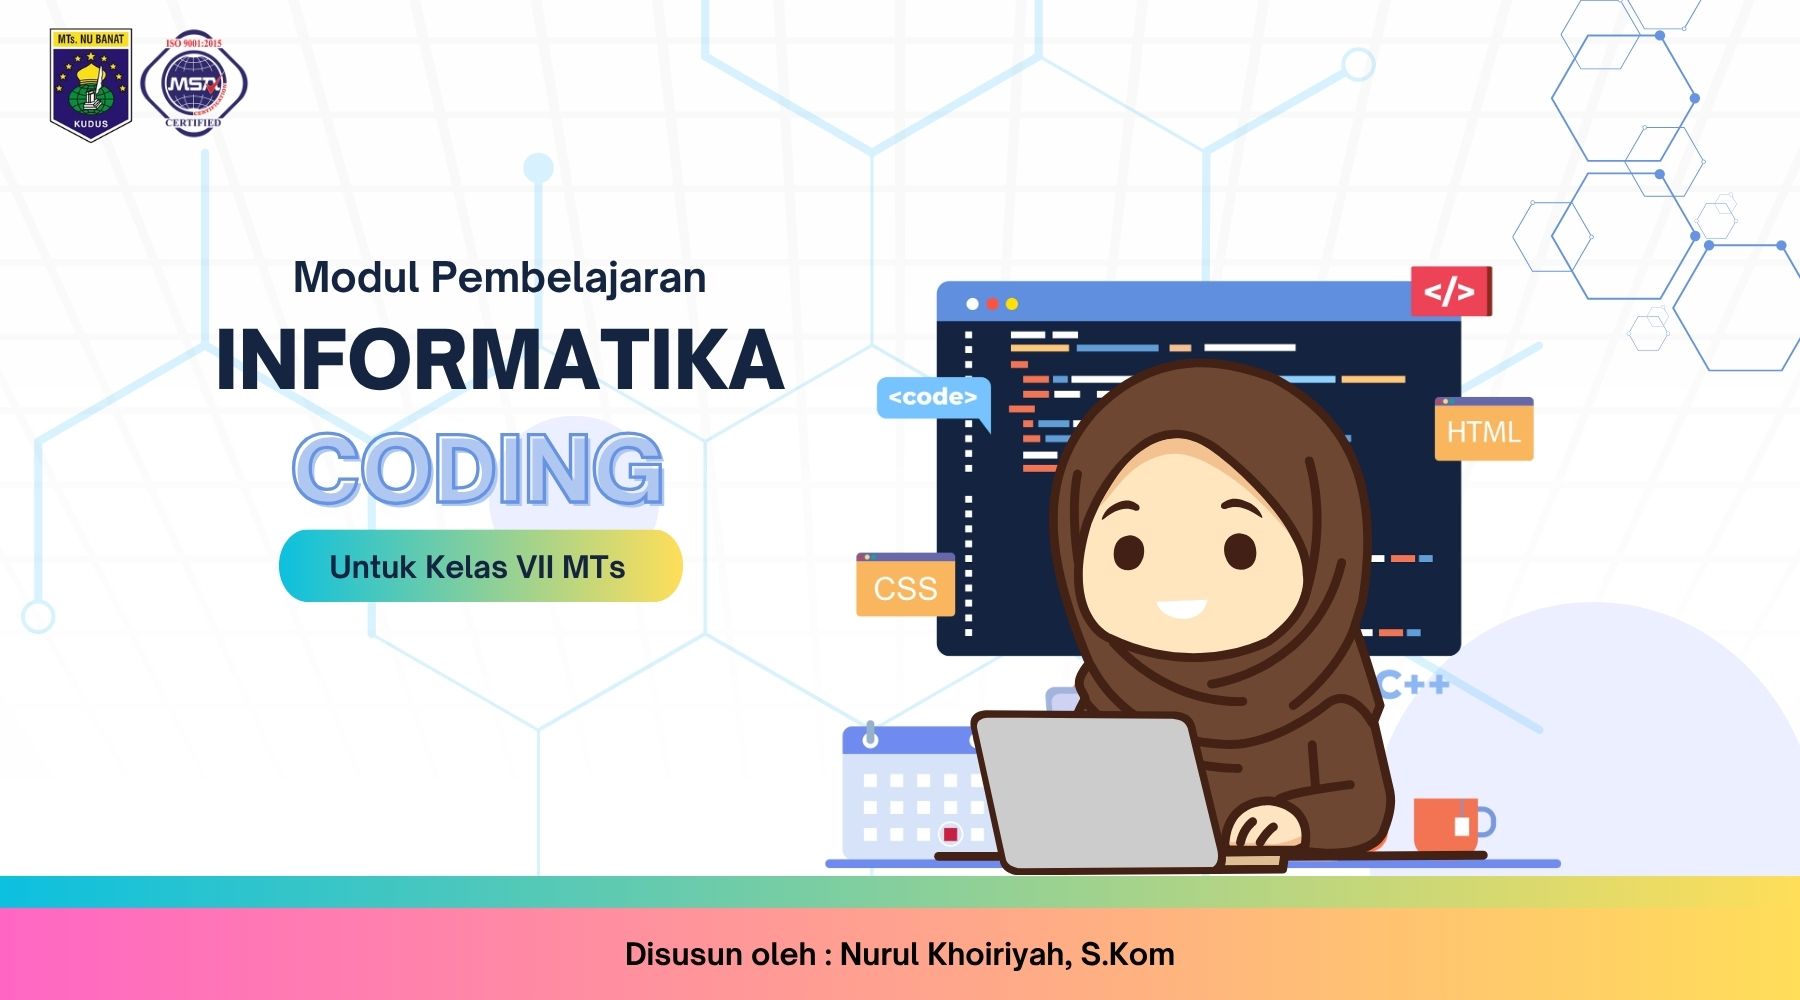 MTs. NU BANAT
KUDUS
ISO 9001:2015
CERTIFICATION
CERTIFIED
Modul Pembelajaran
INFORMATIKA
CODING
Untuk Kelas VII MTs
</>
<code>
HTML
CSS
C++
Disusun oleh : Nurul Khoiriyah, S.Kom